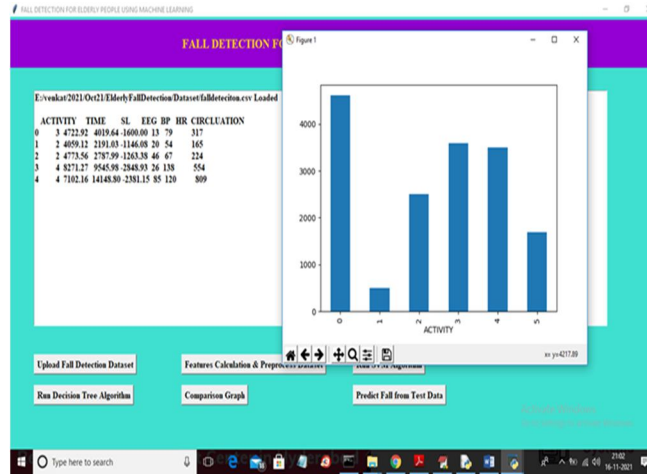 FALL DETECTION FOR ELDERLY PEOPLE USING MACHINE LEARNING
FALL DETECTION FO
Figure 1
E:/venkat/2021/Oct21/ElderlyFallDetection/Dataset/falldeteciton.csv Loaded
ACTIVITY TIME SL EEG BP HR CIRCLUATION
0 3 4722.92 4019.64 -1600.00 13 79 317
1 2 4059.12 2191.03 -1146.08 20 54 165
2 2 4773.56 2787.99 -1263.38 46 67 224
3 4 8271.27 9545.98 -2848.93 26 138 554
4 4 7102.16 14148.80 -2381.15 85 120 809
4000
3000
2000
1000
0
0 1 2 3 4 5
ACTIVITY
x= y=4217.89
Upload Fall Detection Dataset
Features Calculation & Preprocess Dataset
Run SVM Algorithm
Run Decision Tree Algorithm
Comparison Graph
Predict Fall from Test Data
Type here to search
21:02
16-11-2021